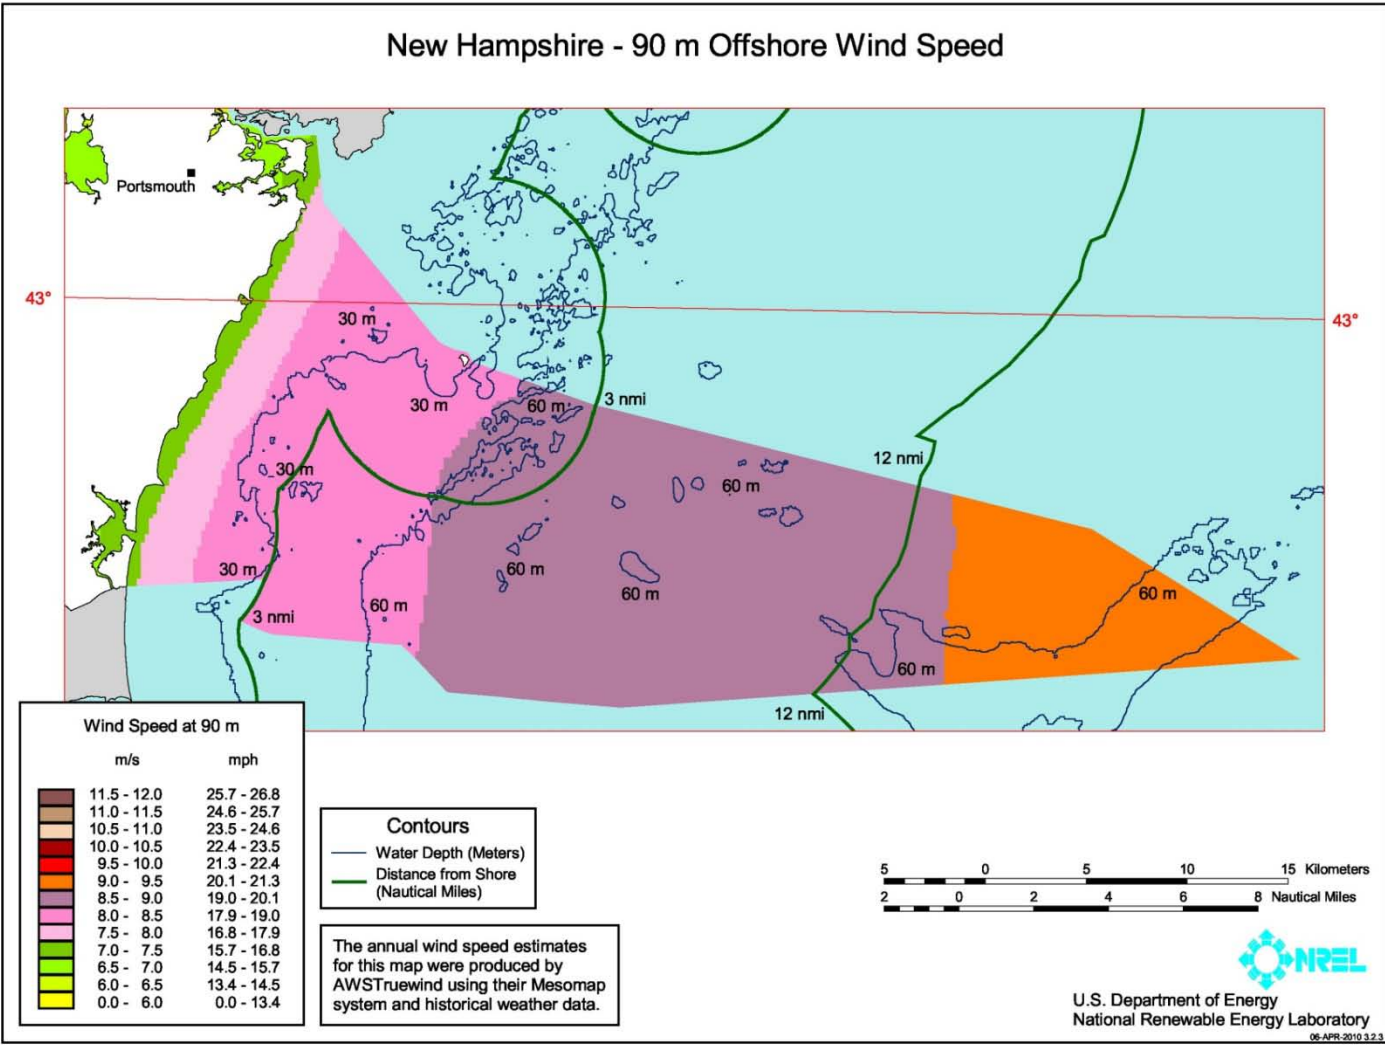 New Hampshire - 90 m Offshore Wind Speed
Portsmouth
43°
43°
30 m
30 m
60 m
3 nmi
12 nmi
30 m
60 m
30 m
60 m
60 m
60 m
60 m
3 nmi
60 m
12 nmi
Wind Speed at 90 m
m/s mph
11.5 - 12.0 25.7 - 26.8
11.0 - 11.5 24.6 - 25.7
10.5 - 11.0 23.5 - 24.6
10.0 - 10.5 22.4 - 23.5
9.5 - 10.0 21.3 - 22.4
9.0 - 9.5 20.1 - 21.3
8.5 - 9.0 19.0 - 20.1
8.0 - 8.5 17.9 - 19.0
7.5 - 8.0 16.8 - 17.9
7.0 - 7.5 15.7 - 16.8
6.5 - 7.0 14.5 - 15.7
6.0 - 6.5 13.4 - 14.5
0.0 - 6.0 0.0 - 13.4
Contours
Water Depth (Meters)
Distance from Shore
(Nautical Miles)
The annual wind speed estimates
for this map were produced by
AWSTruewind using their Mesomap
system and historical weather data.
5 0 5 10 15 Kilometers
2 0 2 4 6 8 Nautical Miles
NREL
U.S. Department of Energy
National Renewable Energy Laboratory
06-APR-2010 3.2.3